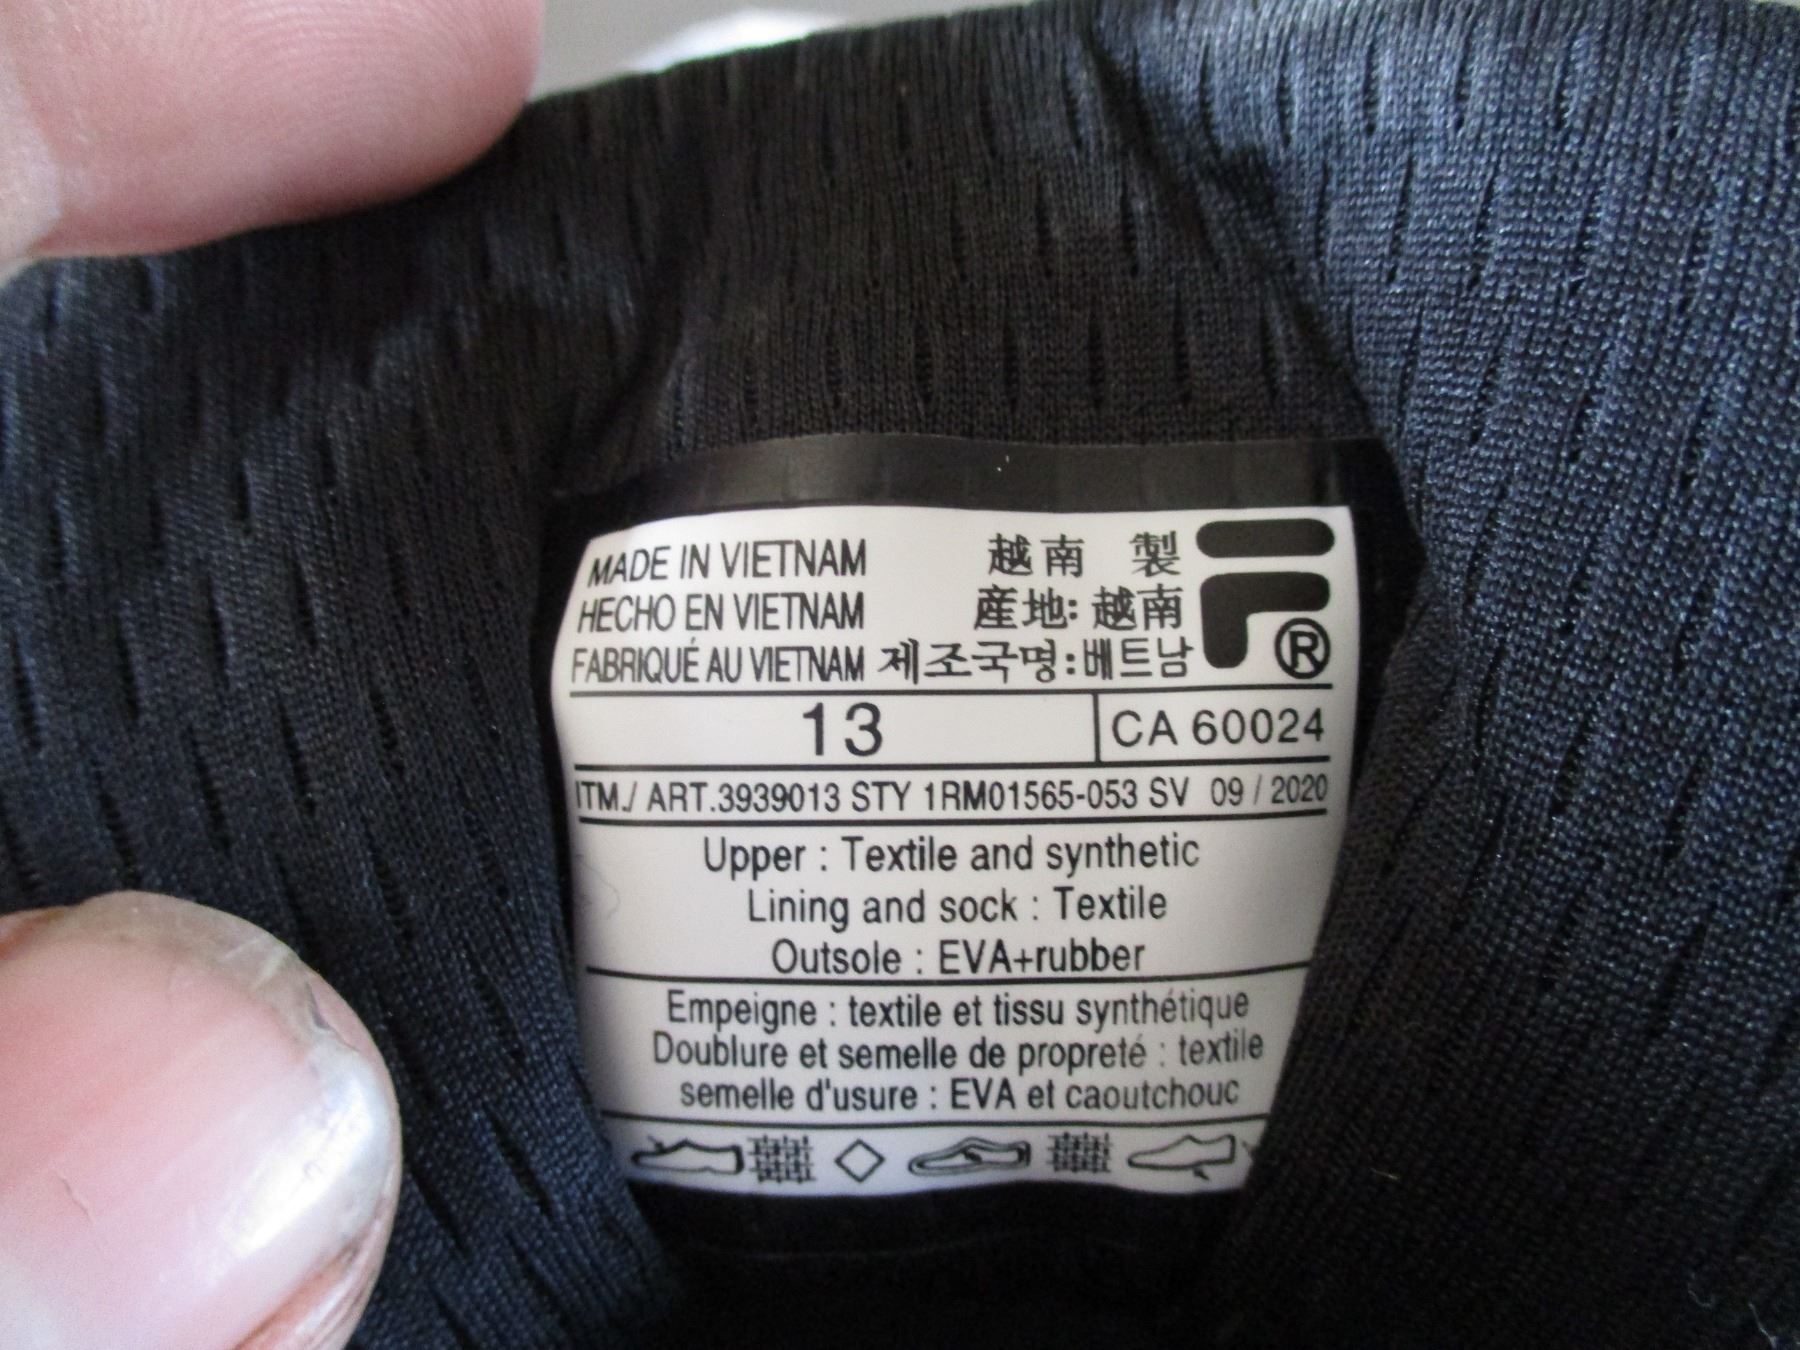 MADE IN VIETNAM 越南 製
HECHO EN VIETNAM 産地: 越南
FABRIQUÉ AU VIETNAM 제조국명:베트남
®
13 CA 60024
ITM./ ART.3939013 STY 1RM01565-053 SV 09 / 2020
Upper : Textile and synthetic
Lining and sock : Textile
Outsole : EVA+rubber
Empeigne : textile et tissu synthétique
Doublure et semelle de propreté : textile
semelle d'usure : EVA et caoutchouc